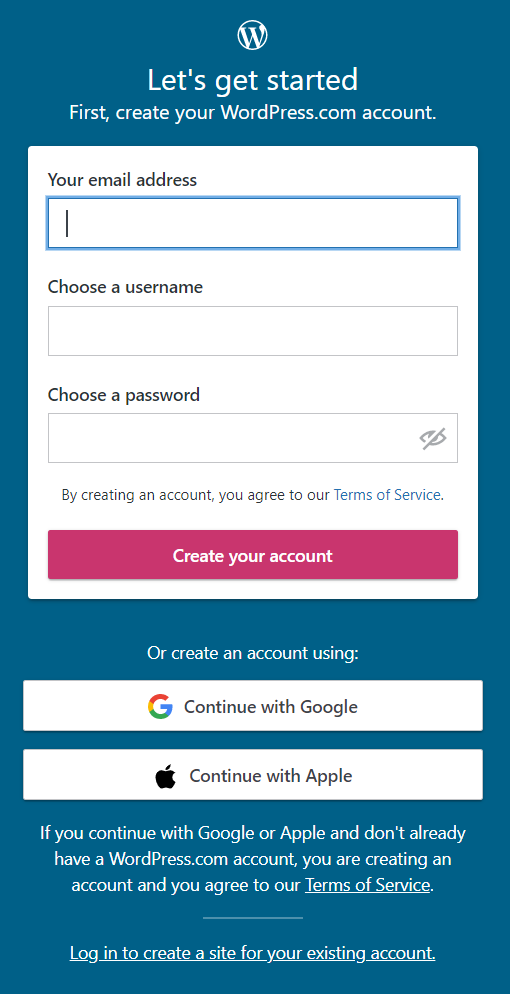 Let's get started
First, create your WordPress.com account.
Your email address
Choose a username
Choose a password
By creating an account, you agree to our Terms of Service.
Create your account
Or create an account using:
Continue with Google
Continue with Apple
If you continue with Google or Apple and don't already
have a WordPress.com account, you are creating an
account and you agree to our Terms of Service.
Log in to create a site for your existing account.